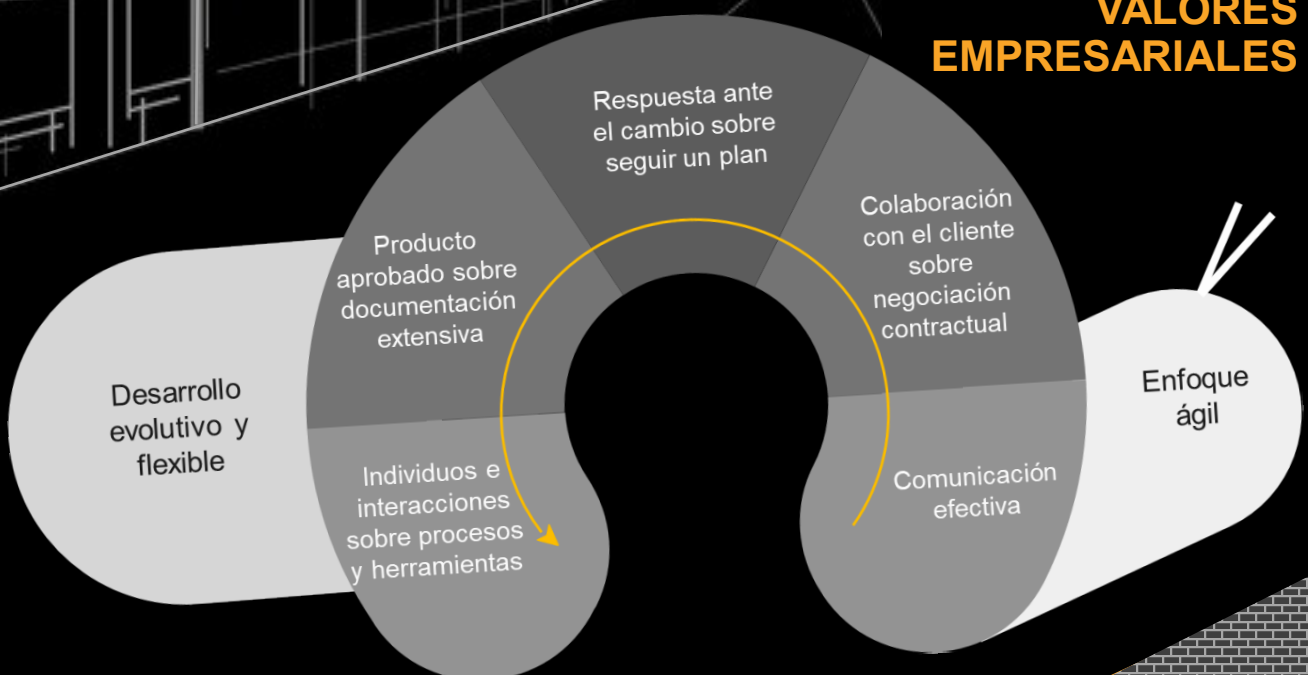 VALORES
EMPRESARIALES
Respuesta ante
el cambio sobre
seguir un plan
Producto
aprobado sobre
documentación
extensiva
Colaboración
con el cliente
sobre
negociación
contractual
Desarrollo
evolutivo y
flexible
Individuos e
interacciones
sobre procesos
y herramientas
Comunicación
efectiva
Enfoque
ágil